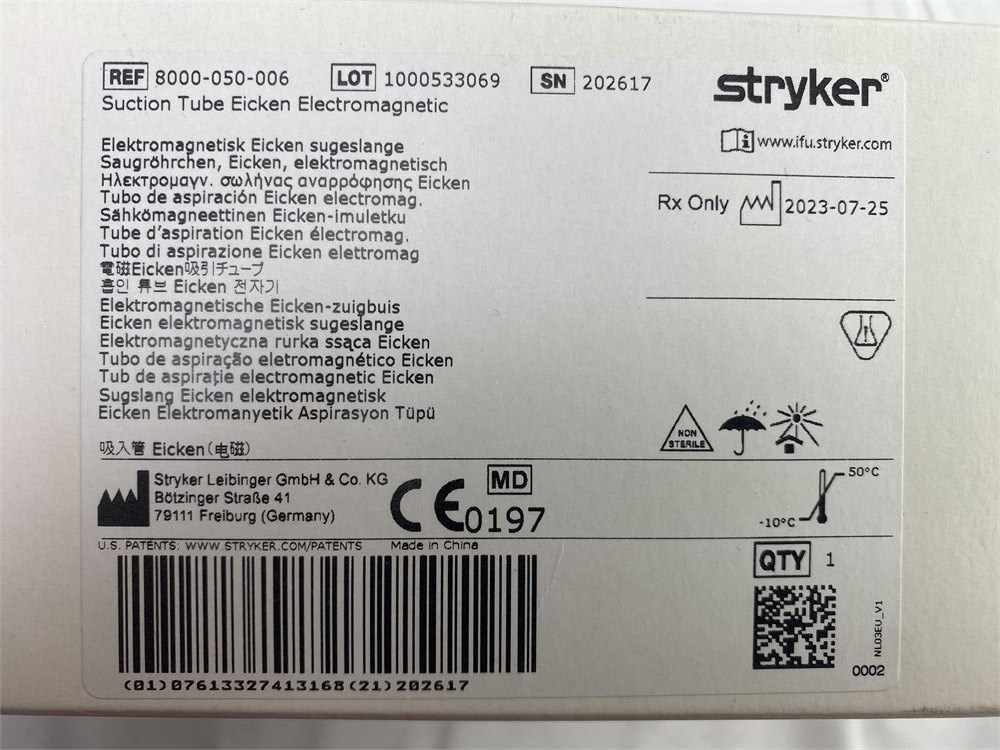 REF 8000-050-006 LOT 1000533069 SN 202617
Suction Tube Eicken Electromagnetic
stryker®
www.ifu.stryker.com
Rx Only 2023-07-25
Elektromagnetisk Eicken sugeslange
Saugröhrchen, Eicken, elektromagnetisch
Ηλεκτρομαγν. σωλήνας αναρρόφησης Eicken
Tubo de aspiración Eicken electromag.
Sähkömagneettinen Eicken-imuletku
Tube d'aspiration Eicken électromag.
Tubo di aspirazione Eicken elettromag
電磁Eicken吸引チューブ
흡인 튜브 Eicken 전자기
Elektromagnetische Eicken-zuigbuis
Eicken elektromagnetisk sugeslange
Elektromagnetyczna rurka ssąca Eicken
Tubo de aspiração eletromagnético Eicken
Tub de aspirație electromagnetic Eicken
Sugslang Eicken elektromagnetisk
Eicken Elektromanyetik Aspirasyon Tüpü
吸入管 Eicken(电磁)
NON
STERILE
Stryker Leibinger GmbH & Co. KG
Bötzinger Straße 41
79111 Freiburg (Germany)
CE 0197
MD
50°C
-10°C
U.S. PATENTS: WWW.STRYKER.COM/PATENTS Made in China
QTY 1
(01)07613327413168(21)202617
NL03EU_V1
0002